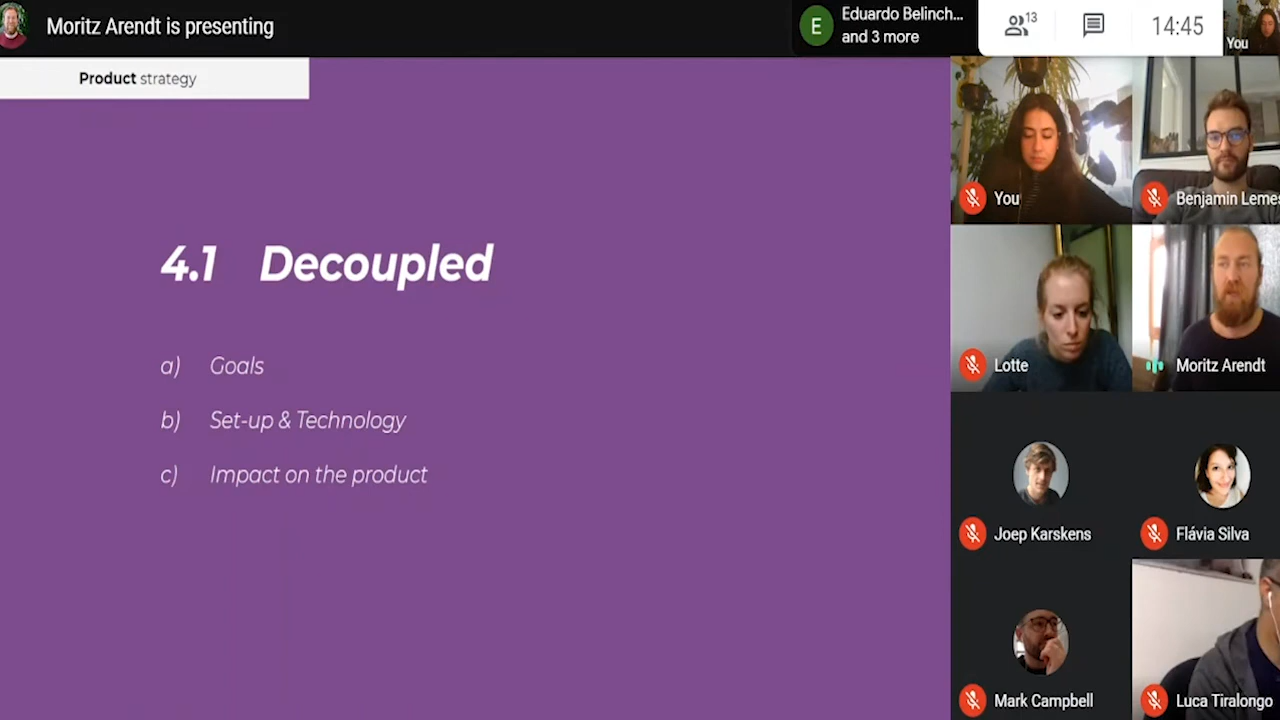 Moritz Arendt is presenting
E
Eduardo Belinch...
and 3 more
13
14:45
You
Product strategy
4.1 Decoupled
a) Goals
b) Set-up & Technology
c) Impact on the product
You
Benjamin Lemes
Lotte
Moritz Arendt
Joep Karskens
Flávia Silva
Mark Campbell
Luca Tiralongo